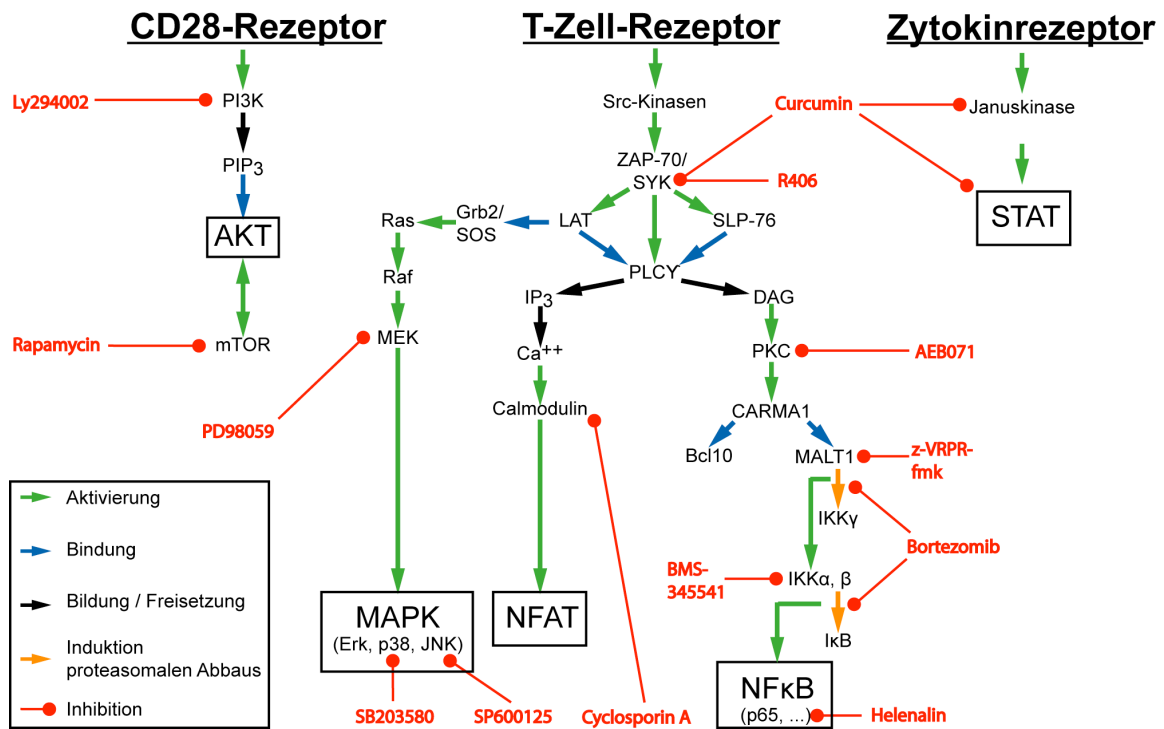 CD28-Rezeptor
T-Zell-Rezeptor
Zytokinrezeptor
Ly294002
PI3K
Src-Kinasen
Curcumin
Januskinase
PIP3
ZAP-70/
SYK
R406
AKT
Ras
Grb2/
SOS
LAT
SLP-76
STAT
Raf
PLCγ
IP3
DAG
Rapamycin
mTOR
MEK
Ca++
PKC
AEB071
PD98059
Calmodulin
CARMA1
Bcl10
MALT1
z-VRPR-
fmk
Aktivierung
IKKγ
Bindung
Bortezomib
BMS-
345541
IKKα, β
Bildung / Freisetzung
MAPK
(Erk, p38, JNK)
NFAT
IκB
Induktion
proteasomalen Abbaus
NFκB
(p65, ...)
Inhibition
SB203580
SP600125
Cyclosporin A
Helenalin